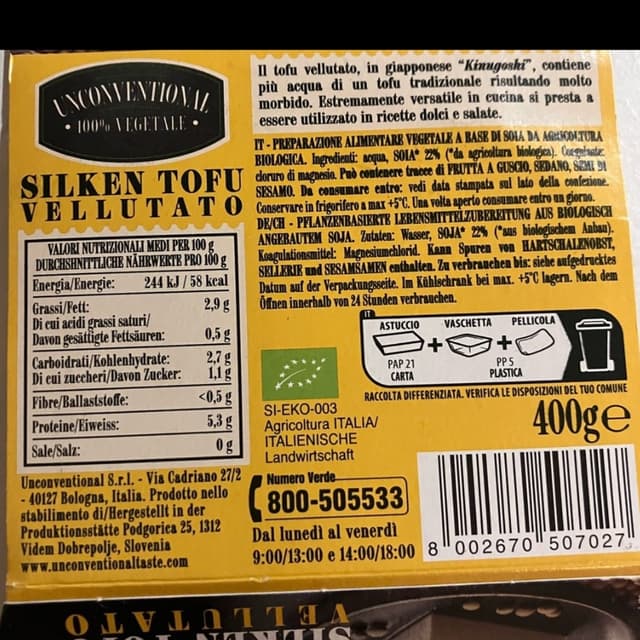 UNCONVENTIONAL
• 100% VEGETALE •
SILKEN TOFU
VELLUTATO
VALORI NUTRIZIONALI MEDI PER 100 g
DURCHSHNITTLICHE NÄHRWERTE PRO 100 g
Energia/Energie: 244 kJ / 58 kcal
Grassi/Fett: 2,9 g
Di cui acidi grassi saturi/
Davon gesättigte Fettsäuren: 0,5 g
Carboidrati/Kohlenhydrate: 2,7 g
Di cui zuccheri/Davon Zucker: 1,1 g
Fibre/Ballaststoffe: <0,5 g
Proteine/Eiweiss: 5,3 g
Sale/Salz: 0 g
Unconventional S.r.l. - Via Cadriano 27/2
- 40127 Bologna, Italia. Prodotto nello
stabilimento di/Hergestellt in der
Produktionsstätte Podgorica 25, 1312
Videm Dobrepolje, Slovenia
www.unconventionaltaste.com
Il tofu vellutato, in giapponese “Kinugoshi”, contiene
più acqua di un tofu tradizionale risultando molto
morbido. Estremamente versatile in cucina si presta a
essere utilizzato in ricette dolci e salate.
IT - PREPARAZIONE ALIMENTARE VEGETALE A BASE DI SOIA DA AGRICOLTURA
BIOLOGICA. Ingredienti: acqua, SOIA* 22% (*da agricoltura biologica). Coagulante:
cloruro di magnesio. Può contenere tracce di FRUTTA A GUSCIO, SEDANO, SEMI DI
SESAMO. Da consumare entro: vedi data stampata sul lato della confezione.
Conservare in frigorifero a max +5°C. Una volta aperto consumare entro un giorno.
DE/CH - PFLANZENBASIERTE LEBENSMITTELZUBEREITUNG AUS BIOLOGISCH
ANGEBAUTEM SOJA. Zutaten: Wasser, SOJA* 22% (*aus biologischem Anbau).
Koagulationsmittel: Magnesiumchlorid. Kann Spuren von HARTSCHALENOBST,
SELLERIE und SESAMSAMEN enthalten. Zu verbrauchen bis: siehe aufgedrucktes
Datum auf der Verpackungsseite. Im Kühlschrank bei max. +5°C lagern. Nach dem
Öffnen innerhalb von 24 Stunden verbrauchen.
IT
ASTUCCIO VASCHETTA PELLICOLA
+ +
PAP 21 PP 5
CARTA PLASTICA
RACCOLTA DIFFERENZIATA. VERIFICA LE DISPOSIZIONI DEL TUO COMUNE
SI-EKO-003
Agricoltura ITALIA/
ITALIENISCHE
Landwirtschaft
400g℮
Numero Verde
800-505533
Dal lunedì al venerdì
9:00/13:00 e 14:00/18:00
8 002670 507027
SILKEN TOFU
VELLUTATO